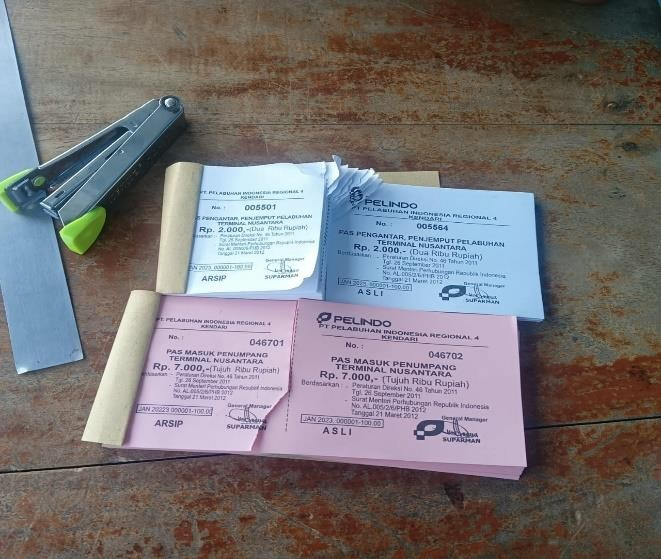 PT. PELABUHAN INDONESIA REGIONAL 4
KENDARI
No. : 005501
PAS PENGANTAR, PENJEMPUT PELABUHAN
TERMINAL NUSANTARA
Rp. 2.000,-(Dua Ribu Rupiah)
Berdasarkan : - Peraturan Direksi No. 46 Tahun 2011
Tgl. 26 September 2011
- Surat Menteri Perhubungan Republik Indonesia
No. AL.005/2/6/PHB 2012
Tanggal 21 Maret 2012
JAN 2023. 000001-100.00
General Manager
SUPARMAN
ARSIP
PELINDO
PT. PELABUHAN INDONESIA REGIONAL 4
KENDARI
No. : 005564
PAS PENGANTAR, PENJEMPUT PELABUHAN
TERMINAL NUSANTARA
Rp. 2.000,-(Dua Ribu Rupiah)
Berdasarkan : - Peraturan Direksi No. 46 Tahun 2011
Tgl. 26 September 2011
- Surat Menteri Perhubungan Republik Indonesia
No. AL.005/2/6/PHB 2012
Tanggal 21 Maret 2012
JAN 2023. 000001-100.00
General Manager
SUPARMAN
ASLI
PT. PELABUHAN INDONESIA REGIONAL 4
KENDARI
No. : 046701
PAS MASUK PENUMPANG
TERMINAL NUSANTARA
Rp. 7.000,-(Tujuh Ribu Rupiah)
Berdasarkan : - Peraturan Direksi No. 46 Tahun 2011
Tgl. 26 September 2011
- Surat Menteri Perhubungan Republik
No. AL.005/2/6/PHB 2012
Tanggal 21 Maret 2012
JAN 20223 000001-100.00
General Manager
SUPARMAN
ARSIP
PELINDO
PT. PELABUHAN INDONESIA REGIONAL 4
KENDARI
No. : 046702
PAS MASUK PENUMPANG
TERMINAL NUSANTARA
Rp. 7.000,-(Tujuh Ribu Rupiah)
Berdasarkan : - Peraturan Direksi No. 46 Tahun 2011
Tgl. 26 September 2011
- Surat Menteri Perhubungan Republik Indonesia
No. AL.005/2/6/PHB 2012
Tanggal 21 Maret 2012
JAN 2023. 000001-100.00
General Manager
SUPARMAN
ASLI